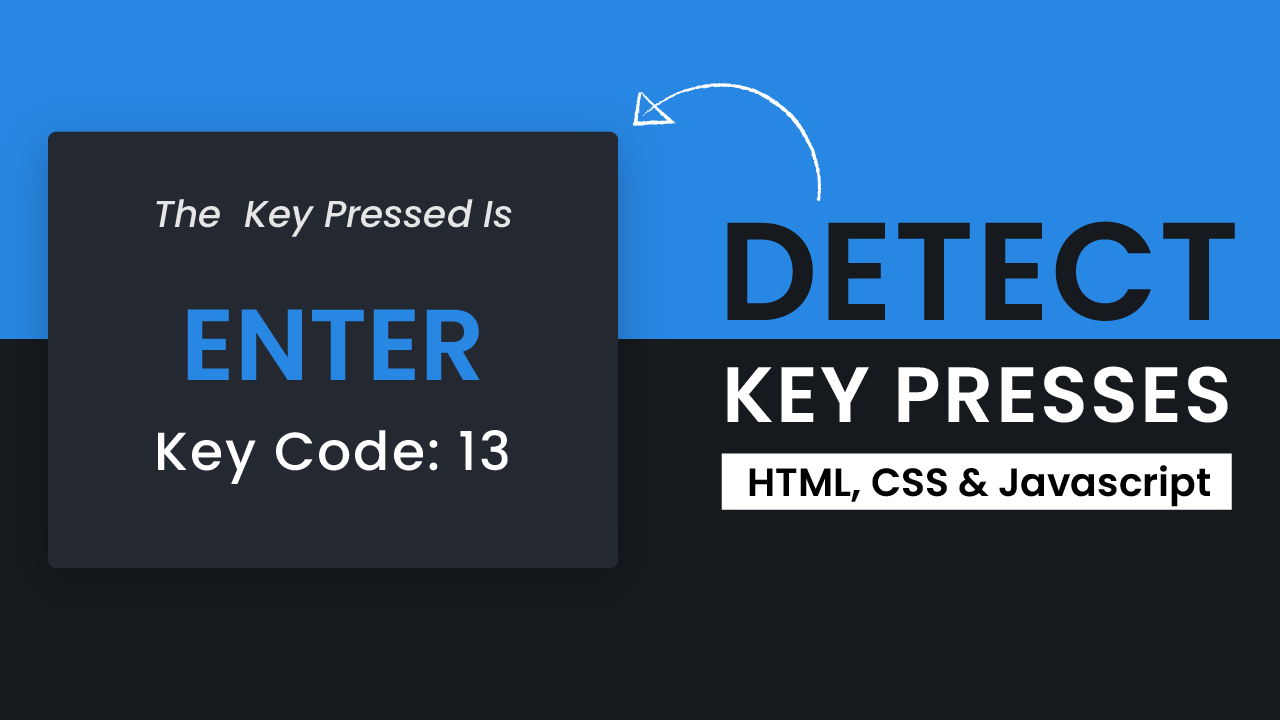 The Key Pressed Is
ENTER
Key Code: 13
DETECT
KEY PRESSES
HTML, CSS & Javascript